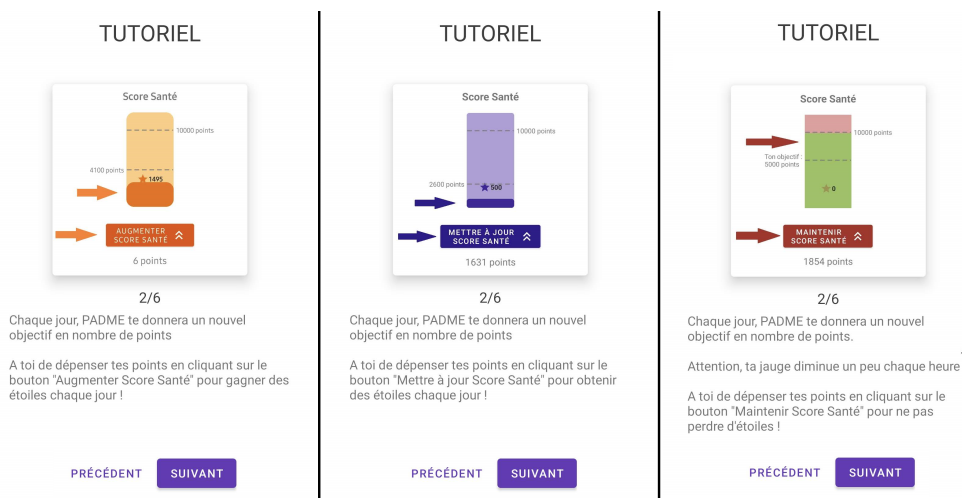 TUTORIEL
Score Santé
10000 points
4100 points
1495
AUGMENTER
SCORE SANTÉ
6 points
2/6
Chaque jour, PADME te donnera un nouvel
objectif en nombre de points
A toi de dépenser tes points en cliquant sur le
bouton "Augmenter Score Santé" pour gagner des
étoiles chaque jour !
PRÉCÉDENT SUIVANT
TUTORIEL
Score Santé
10000 points
2600 points
500
METTRE À JOUR
SCORE SANTÉ
1631 points
2/6
Chaque jour, PADME te donnera un nouvel
objectif en nombre de points
A toi de dépenser tes points en cliquant sur le
bouton "Mettre à jour Score Santé" pour obtenir
des étoiles chaque jour !
PRÉCÉDENT SUIVANT
TUTORIEL
Score Santé
10000 points
Ton objectif :
5000 points
0
MAINTENIR
SCORE SANTÉ
1854 points
2/6
Chaque jour, PADME te donnera un nouvel
objectif en nombre de points.
Attention, ta jauge diminue un peu chaque heure
A toi de dépenser tes points en cliquant sur le
bouton "Maintenir Score Santé" pour ne pas
perdre d'étoiles !
PRÉCÉDENT SUIVANT